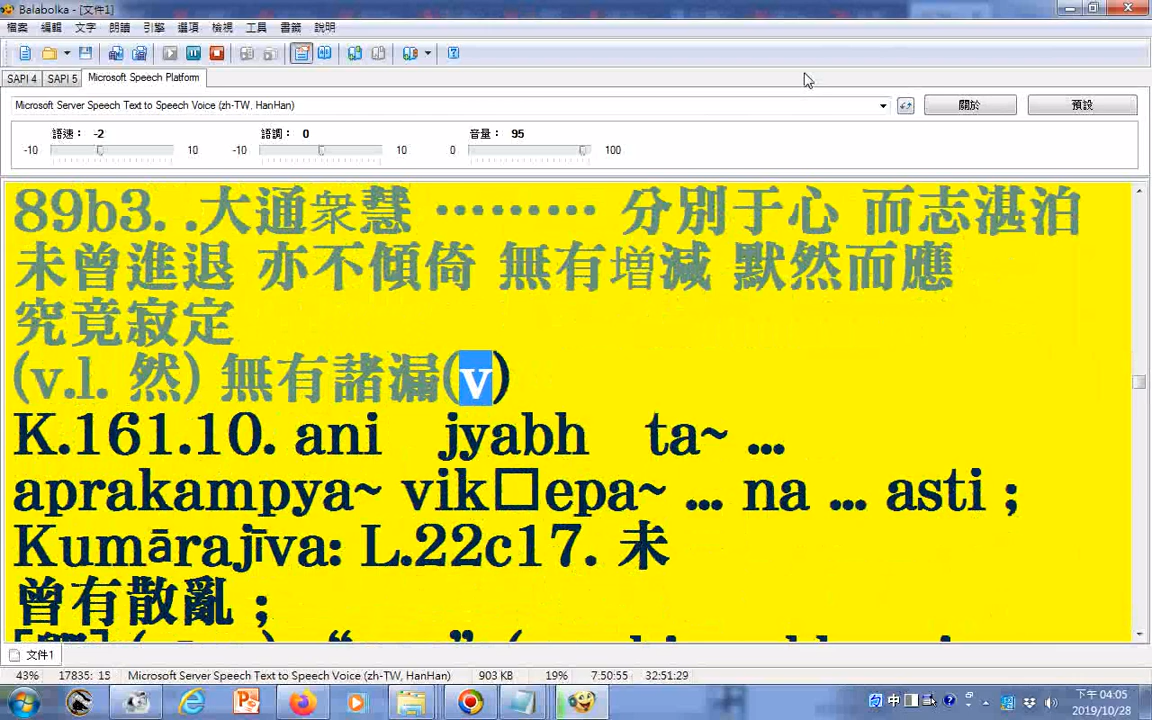 Balabolka - [文件1]
檔案 編輯 文字 朗讀 引擎 選項 檢視 工具 書籤 說明
SAPI 4 SAPI 5 Microsoft Speech Platform
Microsoft Server Speech Text to Speech Voice (zh-TW, HanHan) 關於 預設
語速： -2 語調： 0 音量： 95
-10 10 -10 10 0 100
89b3. .大通衆慧 ⋯⋯⋯ 分別于心 而志湛泊
未曾進退 亦不傾倚 無有増減 默然而應
究竟寂定
(v.l. 然) 無有諸漏(v)
K.161.10. ani jyabh ta~ ...
aprakampya~ vik□epa~ ... na ... asti ;
Kumārajīva: L.22c17. 未
曾有散亂 ;
文件1
43% 17835: 15 Microsoft Server Speech Text to Speech Voice (zh-TW, HanHan) 903 KB 19% 7:50:55 32:51:29
中 下午 04:05
2019/10/28